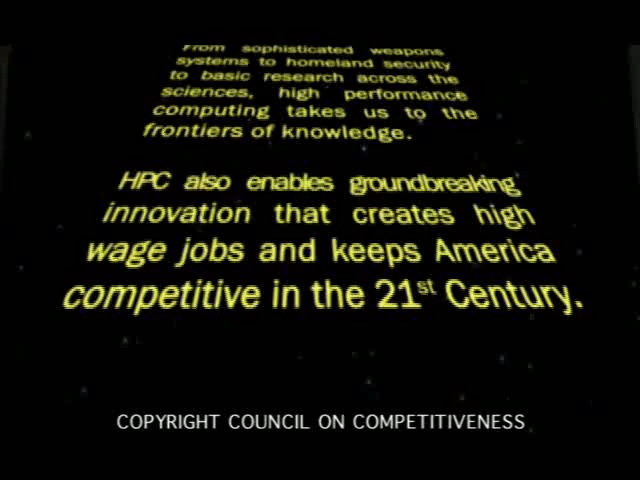 From sophisticated weapons
systems to homeland security
to basic research across the
sciences, high performance
computing takes us to the
frontiers of knowledge.
HPC also enables groundbreaking
innovation that creates high
wage jobs and keeps America
competitive in the 21st Century.
COPYRIGHT COUNCIL ON COMPETITIVENESS